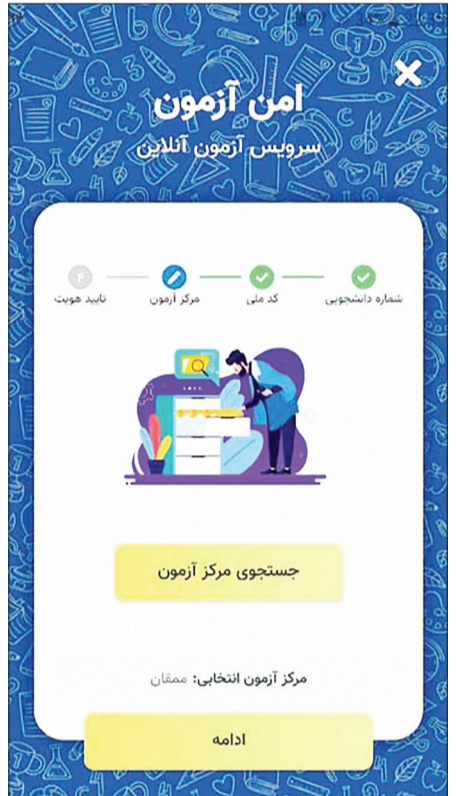 امن آزمون
سرویس آزمون آنلاین
شماره دانشجویی
کد ملی
مرکز آزمون
۴
تایید هویت
جستجوی مرکز آزمون
مرکز آزمون انتخابی: ممقان
ادامه